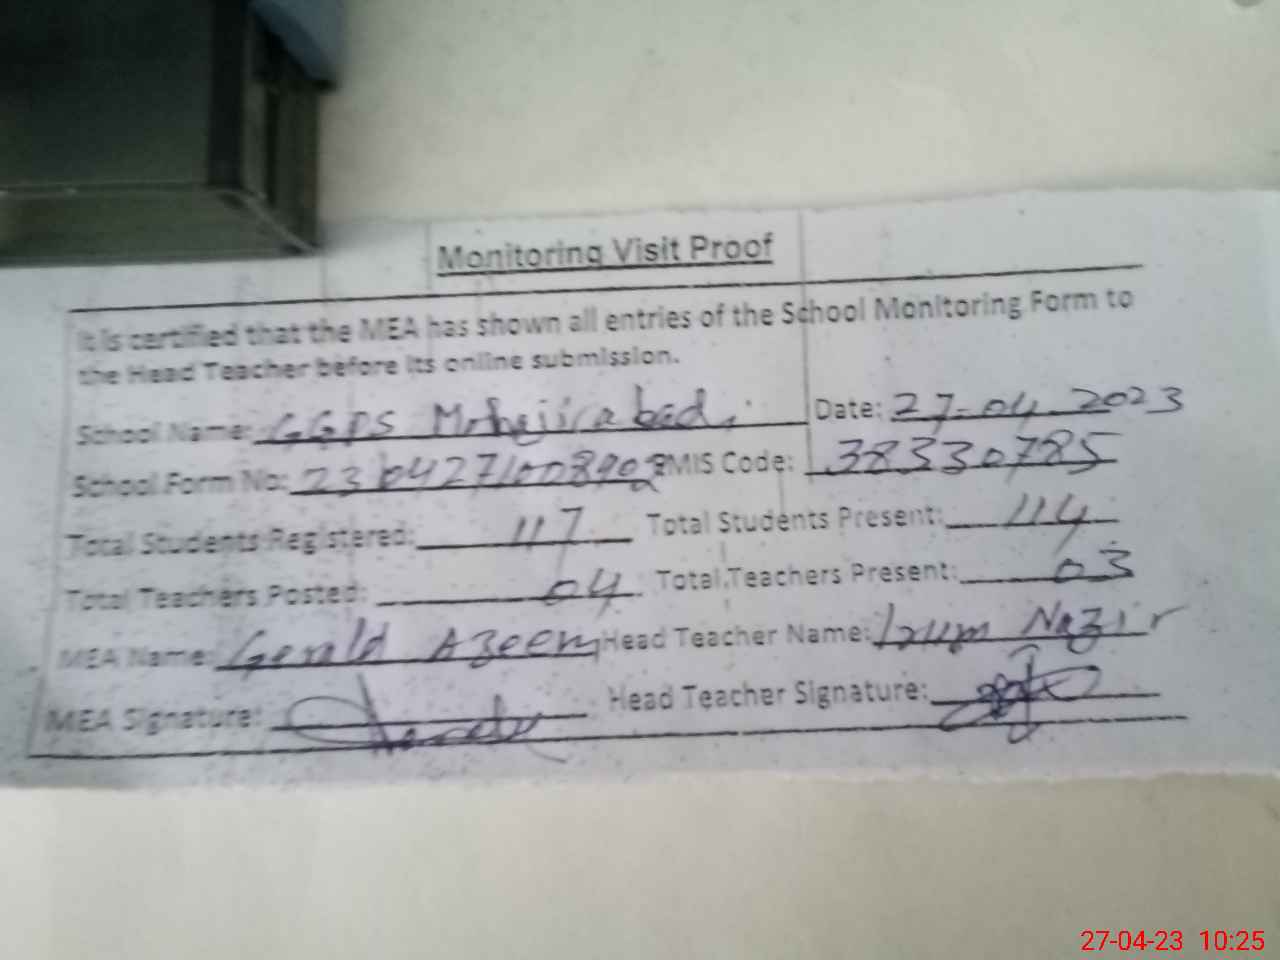 Monitoring Visit Proof
It is certified that the MEA has shown all entries of the School Monitoring Form to
the Head Teacher before its online submission.
School Name: GGPS Mohajirabad. Date: 27-04-2023
School Form No: EMIS Code: 38330785
Total Students Registered: 117 Total Students Present: 114
Total Teachers Posted: 04 Total Teachers Present: 03
MEA Name: Gerald Azeem Head Teacher Name: Irum Nazir
MEA Signature: Head Teacher Signature:
27-04-23 10:25